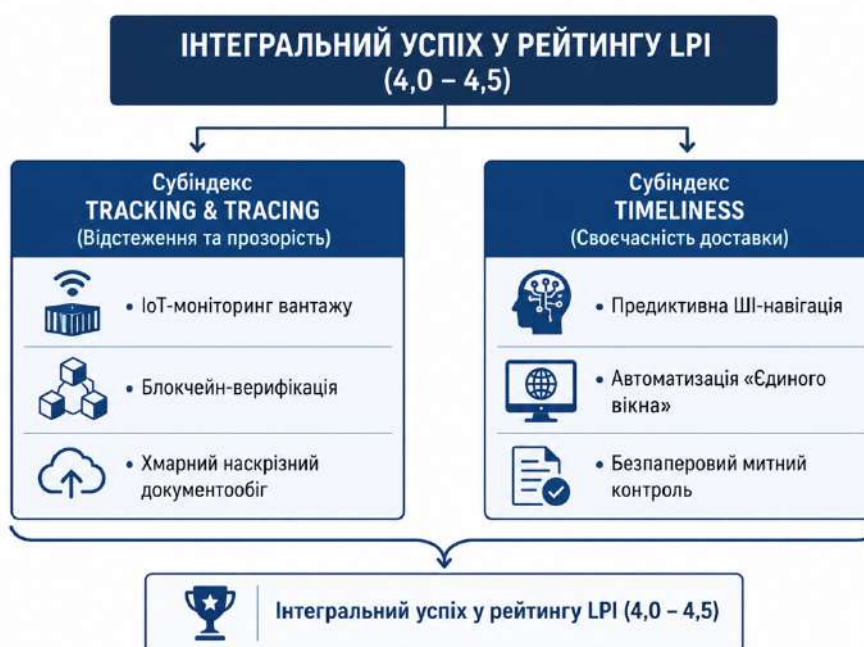 ІНТЕГРАЛЬНИЙ УСПІХ У РЕЙТИНГУ LPI
(4,0 – 4,5)
Субіндекс
TRACKING & TRACING
(Відстеження та прозорість)
• IoT-моніторинг вантажу
• Блокчейн-верифікація
• Хмарний наскрізний
документообіг
Субіндекс
TIMELINESS
(Своєчасність доставки)
• Предиктивна ШІ-навігація
• Автоматизація «Єдиного
вікна»
• Безпаперовий митний
контроль
Інтегральний успіх у рейтингу LPI (4,0 – 4,5)